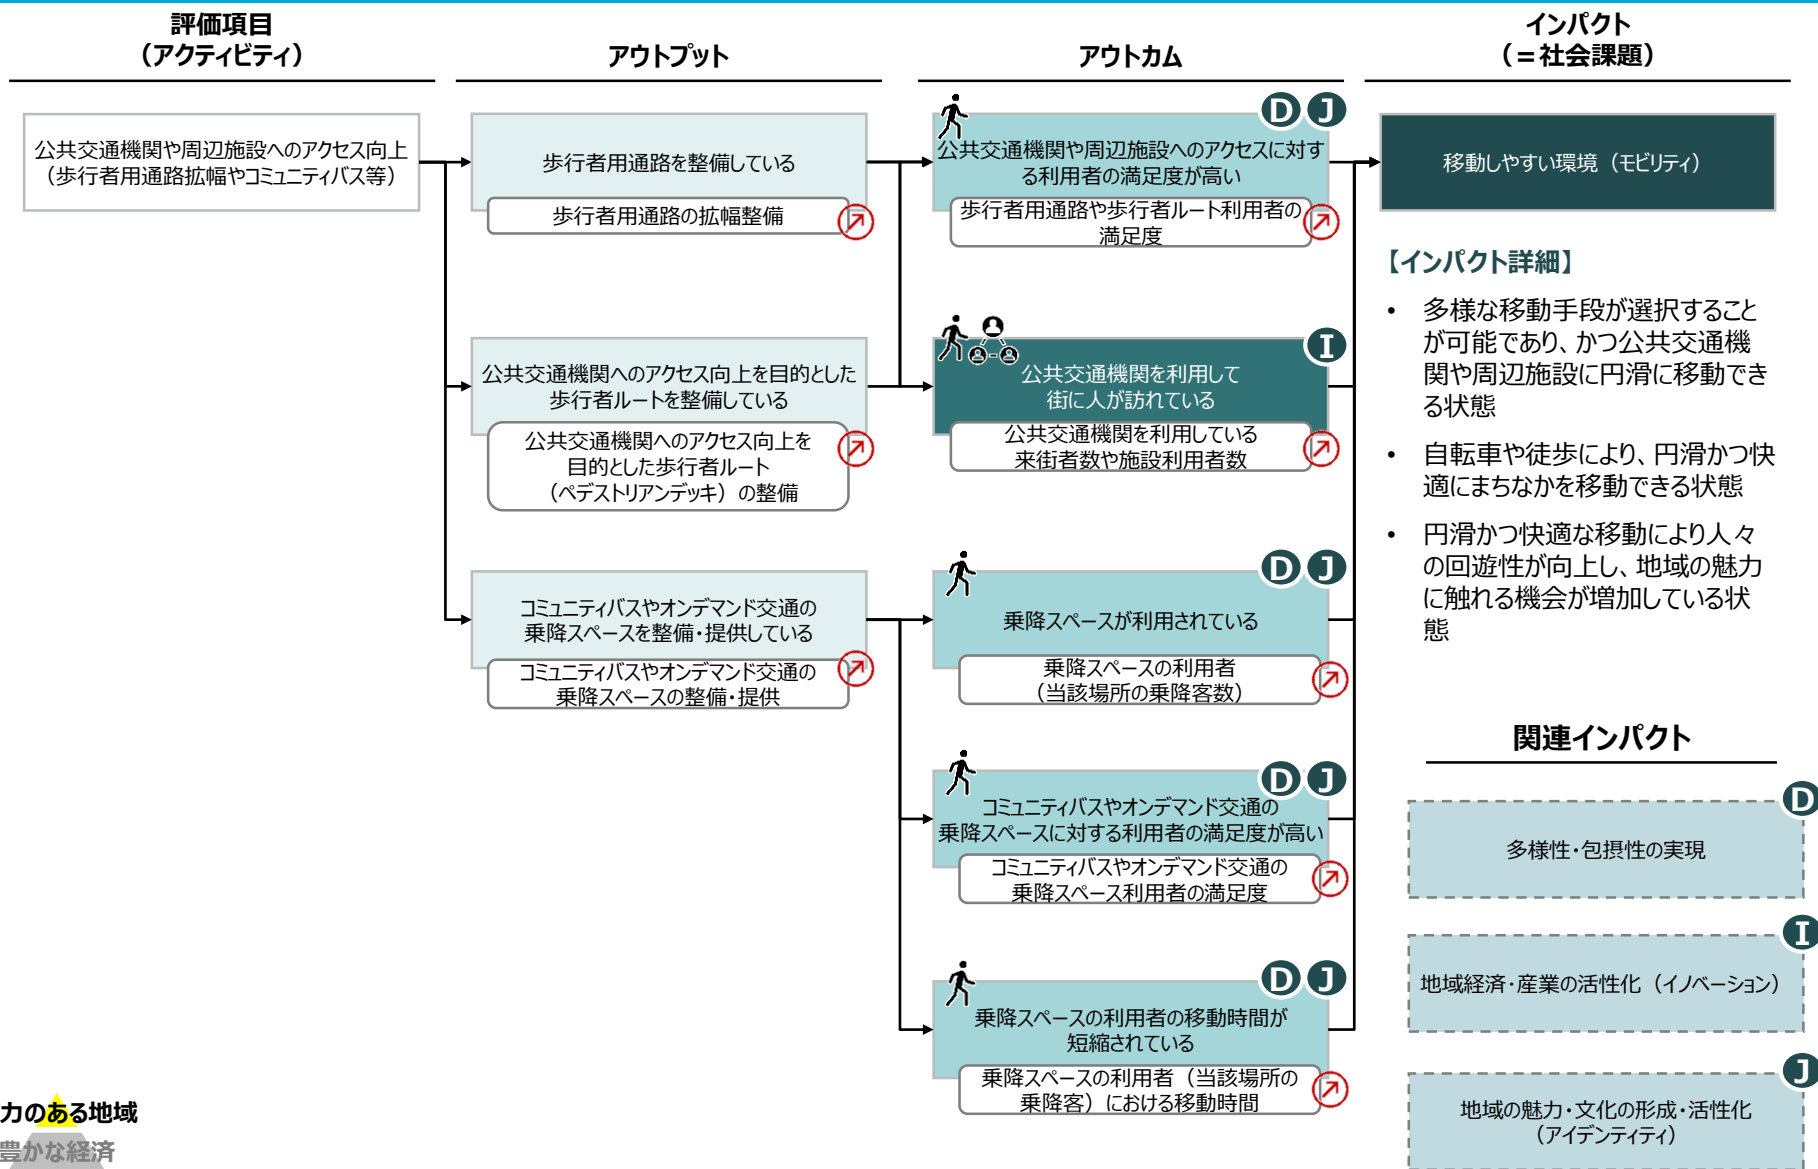 評価項目
（アクティビティ）
アウトプット
アウトカム
インパクト
（＝社会課題）
公共交通機関や周辺施設へのアクセス向上
（歩行者用通路拡幅やコミュニティバス等）
歩行者用通路を整備している
歩行者用通路の拡幅整備
公共交通機関へのアクセス向上を目的とした
歩行者ルートを整備している
公共交通機関へのアクセス向上を
目的とした歩行者ルート
（ペデストリアンデッキ）の整備
コミュニティバスやオンデマンド交通の
乗降スペースを整備・提供している
コミュニティバスやオンデマンド交通の
乗降スペースの整備・提供
D J
公共交通機関や周辺施設へのアクセスに対す
る利用者の満足度が高い
歩行者用通路や歩行者ルート利用者の
満足度
I
公共交通機関を利用して
街に人が訪れている
公共交通機関を利用している
来街者数や施設利用者数
D J
乗降スペースが利用されている
乗降スペースの利用者
（当該場所の乗降客数）
D J
コミュニティバスやオンデマンド交通の
乗降スペースに対する利用者の満足度が高い
コミュニティバスやオンデマンド交通の
乗降スペース利用者の満足度
D J
乗降スペースの利用者の移動時間が
短縮されている
乗降スペースの利用者（当該場所の
乗降客）における移動時間
移動しやすい環境（モビリティ）
【インパクト詳細】
• 多様な移動手段が選択すること
が可能であり、かつ公共交通機
関や周辺施設に円滑に移動でき
る状態
• 自転車や徒歩により、円滑かつ快
適にまちなかを移動できる状態
• 円滑かつ快適な移動により人々
の回遊性が向上し、地域の魅力
に触れる機会が増加している状
態
関連インパクト
D
多様性・包摂性の実現
I
地域経済・産業の活性化（イノベーション）
J
地域の魅力・文化の形成・活性化
（アイデンティティ）
力のある地域
豊かな経済